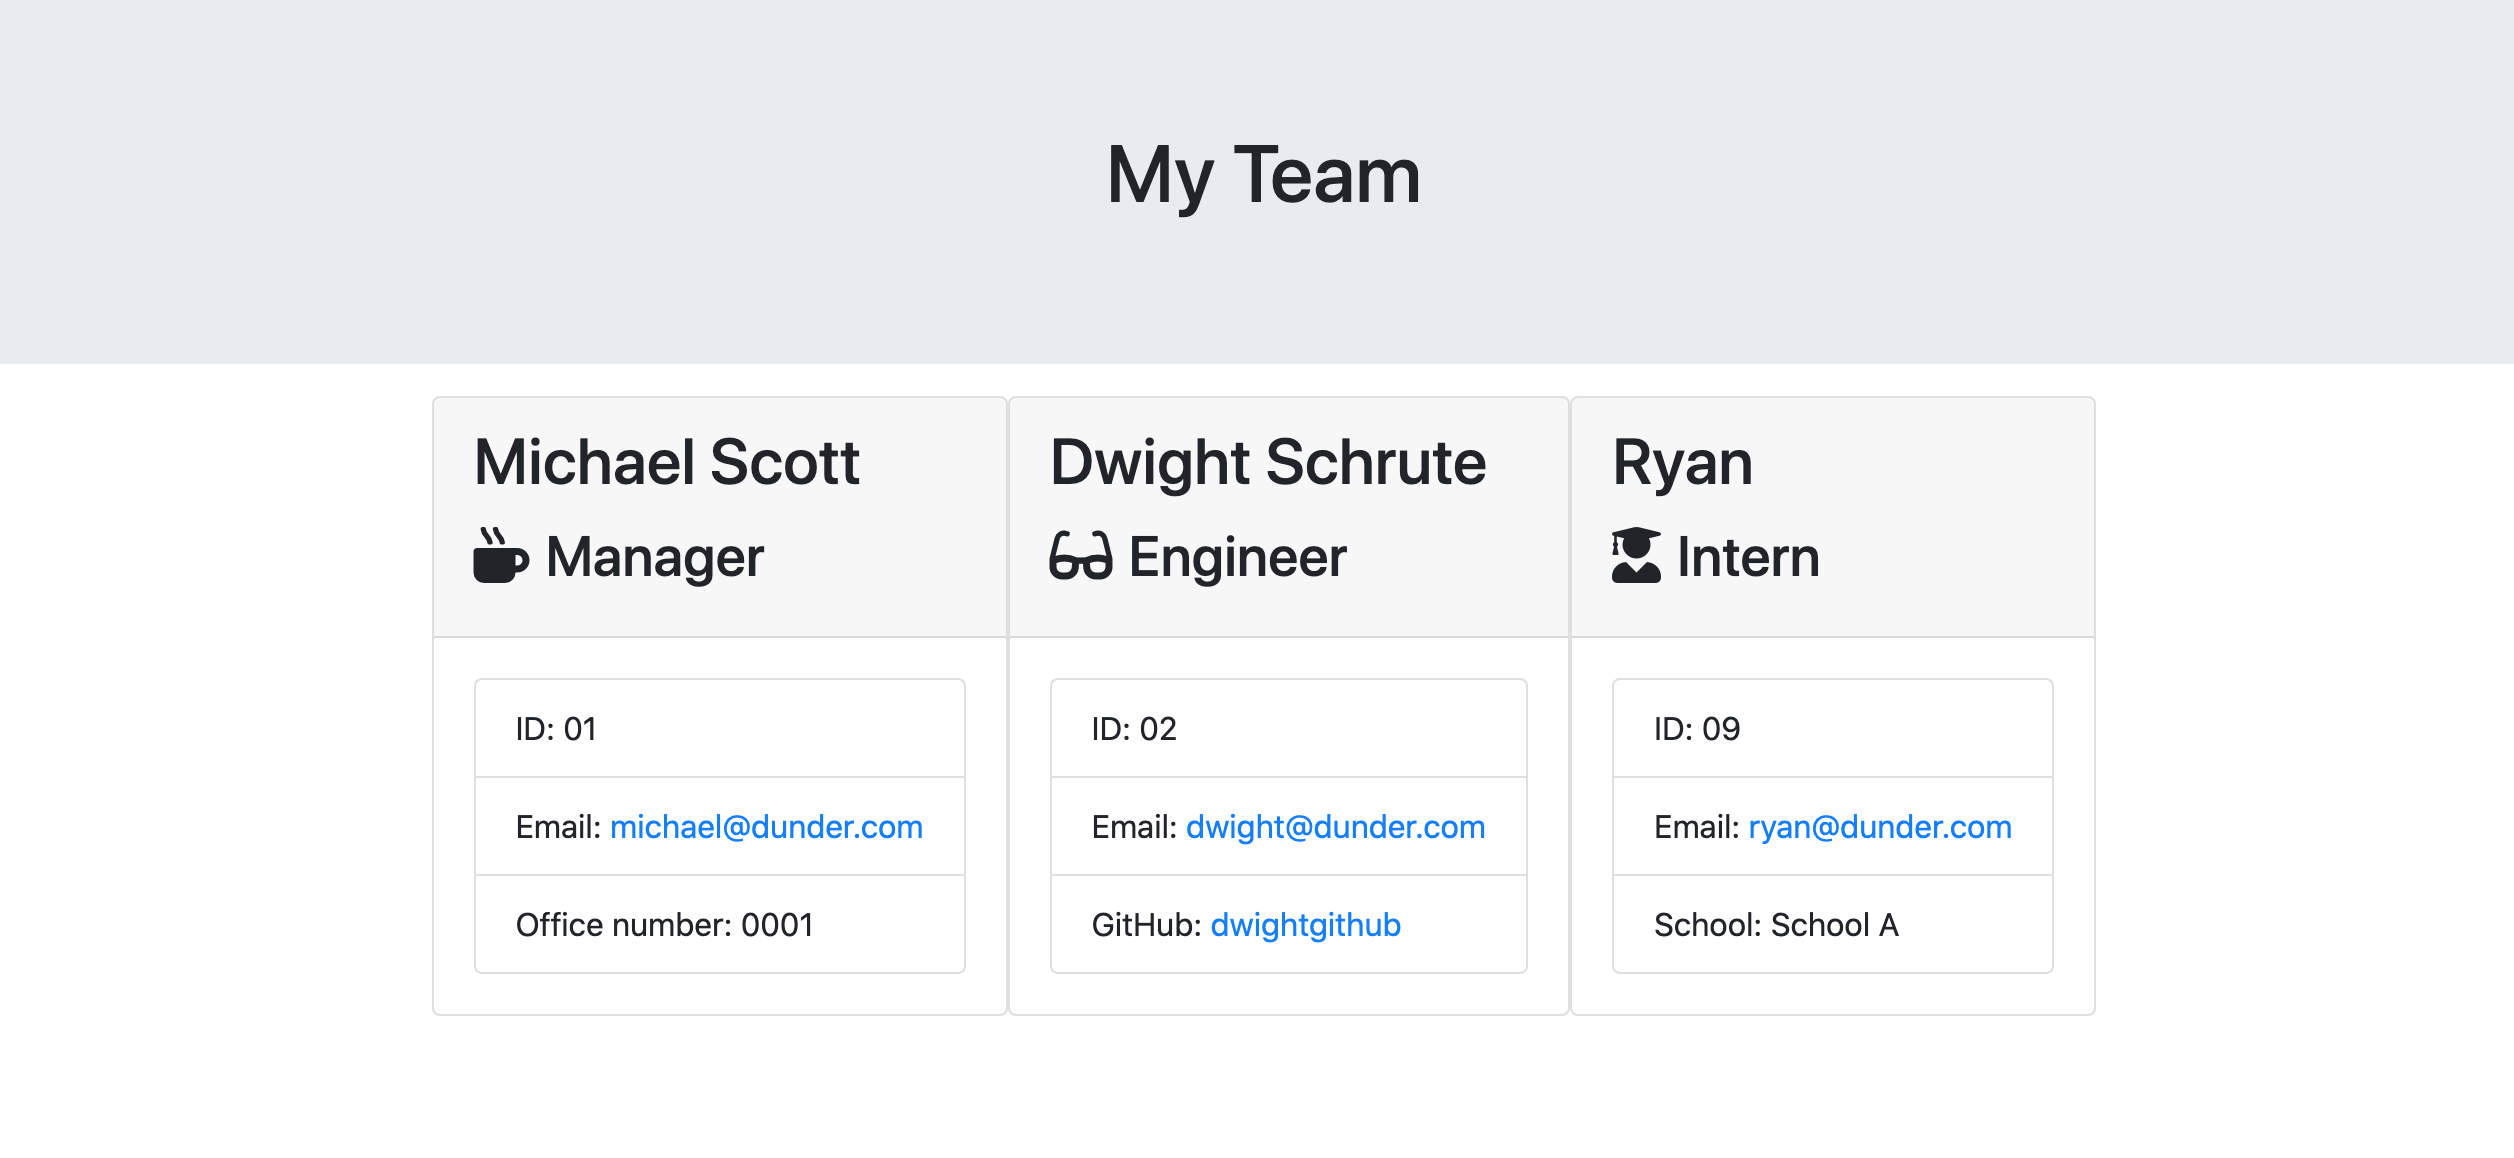 My Team
Michael Scott
Manager
ID: 01
Email: michael@dunder.com
Office number: 0001
Dwight Schrute
Engineer
ID: 02
Email: dwight@dunder.com
GitHub: dwightgithub
Ryan
Intern
ID: 09
Email: ryan@dunder.com
School: School A